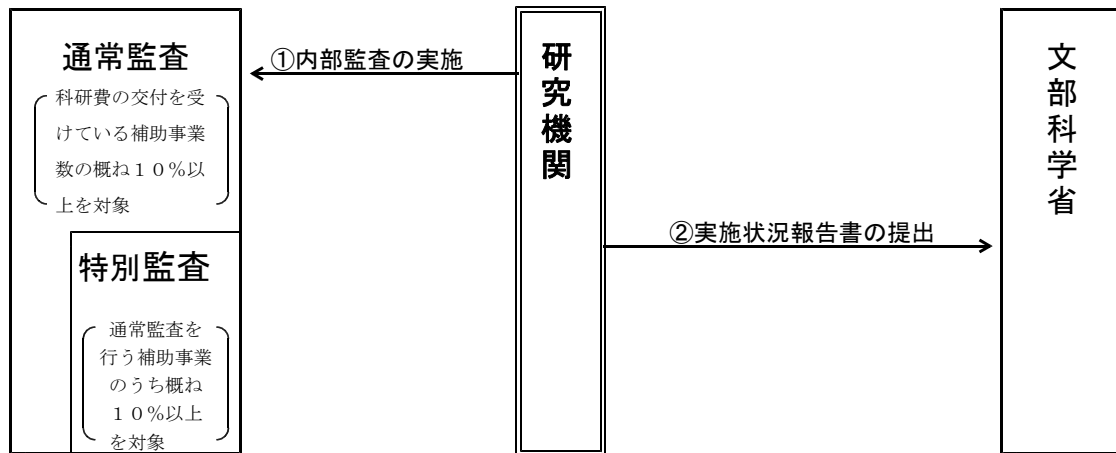 通常監査
科研費の交付を受
けている補助事業
数の概ね１０％以
上を対象
特別監査
通常監査を
行う補助事業
のうち概ね
１０％以上
を対象
①内部監査の実施
研究機関
②実施状況報告書の提出
文部科学省